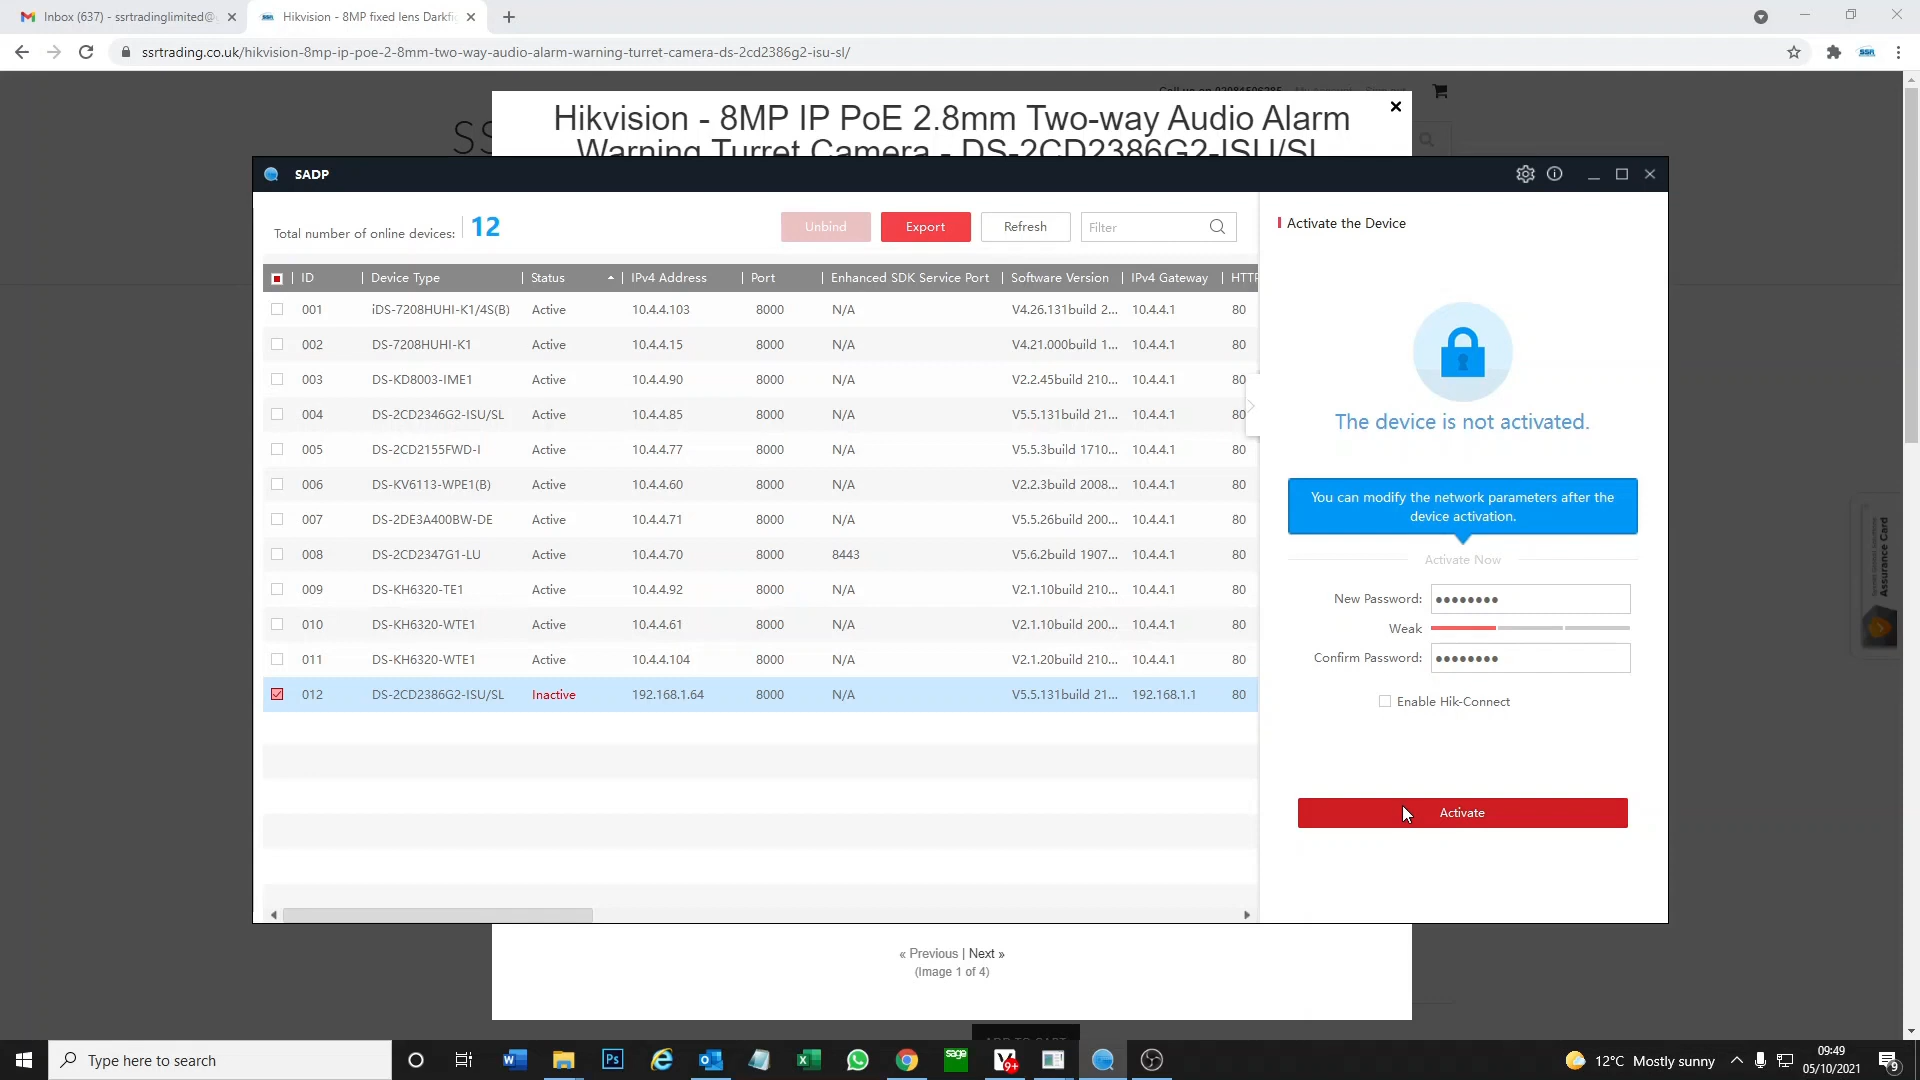 Inbox (637) - ssrtradinglimited@
Hikvision - 8MP fixed lens Darkfi
ssrtrading.co.uk/hikvision-8mp-ip-poe-2-8mm-two-way-audio-alarm-warning-turret-camera-ds-2cd2386g2-isu-sl/
Hikvision - 8MP IP PoE 2.8mm Two-way Audio Alarm
Warning Turret Camera - DS-2CD2386G2-ISU/SL
SADP
Total number of online devices: 12
Unbind
Export
Refresh
Filter
ID Device Type Status IPv4 Address Port Enhanced SDK Service Port Software Version IPv4 Gateway HTTP
001 iDS-7208HUHI-K1/4S(B) Active 10.4.4.103 8000 N/A V4.26.131build 2... 10.4.4.1 80
002 DS-7208HUHI-K1 Active 10.4.4.15 8000 N/A V4.21.000build 1... 10.4.4.1 80
003 DS-KD8003-IME1 Active 10.4.4.90 8000 N/A V2.2.45build 210... 10.4.4.1 80
004 DS-2CD2346G2-ISU/SL Active 10.4.4.85 8000 N/A V5.5.131build 21... 10.4.4.1 80
005 DS-2CD2155FWD-I Active 10.4.4.77 8000 N/A V5.5.3build 1710... 10.4.4.1 80
006 DS-KV6113-WPE1(B) Active 10.4.4.60 8000 N/A V2.2.3build 2008... 10.4.4.1 80
007 DS-2DE3A400BW-DE Active 10.4.4.71 8000 N/A V5.5.26build 200... 10.4.4.1 80
008 DS-2CD2347G1-LU Active 10.4.4.70 8000 8443 V5.6.2build 1907... 10.4.4.1 80
009 DS-KH6320-TE1 Active 10.4.4.92 8000 N/A V2.1.10build 210... 10.4.4.1 80
010 DS-KH6320-WTE1 Active 10.4.4.61 8000 N/A V2.1.10build 200... 10.4.4.1 80
011 DS-KH6320-WTE1 Active 10.4.4.104 8000 N/A V2.1.20build 210... 10.4.4.1 80
012 DS-2CD2386G2-ISU/SL Inactive 192.168.1.64 8000 N/A V5.5.131build 21... 192.168.1.1 80
Activate the Device
The device is not activated.
You can modify the network parameters after the
device activation.
Activate Now
New Password: ●●●●●●●●
Weak
Confirm Password: ●●●●●●●●
Enable Hik-Connect
Activate
Assurance Card
« Previous | Next »
(Image 1 of 4)
Type here to search
12°C Mostly sunny
09:49
05/10/2021
9